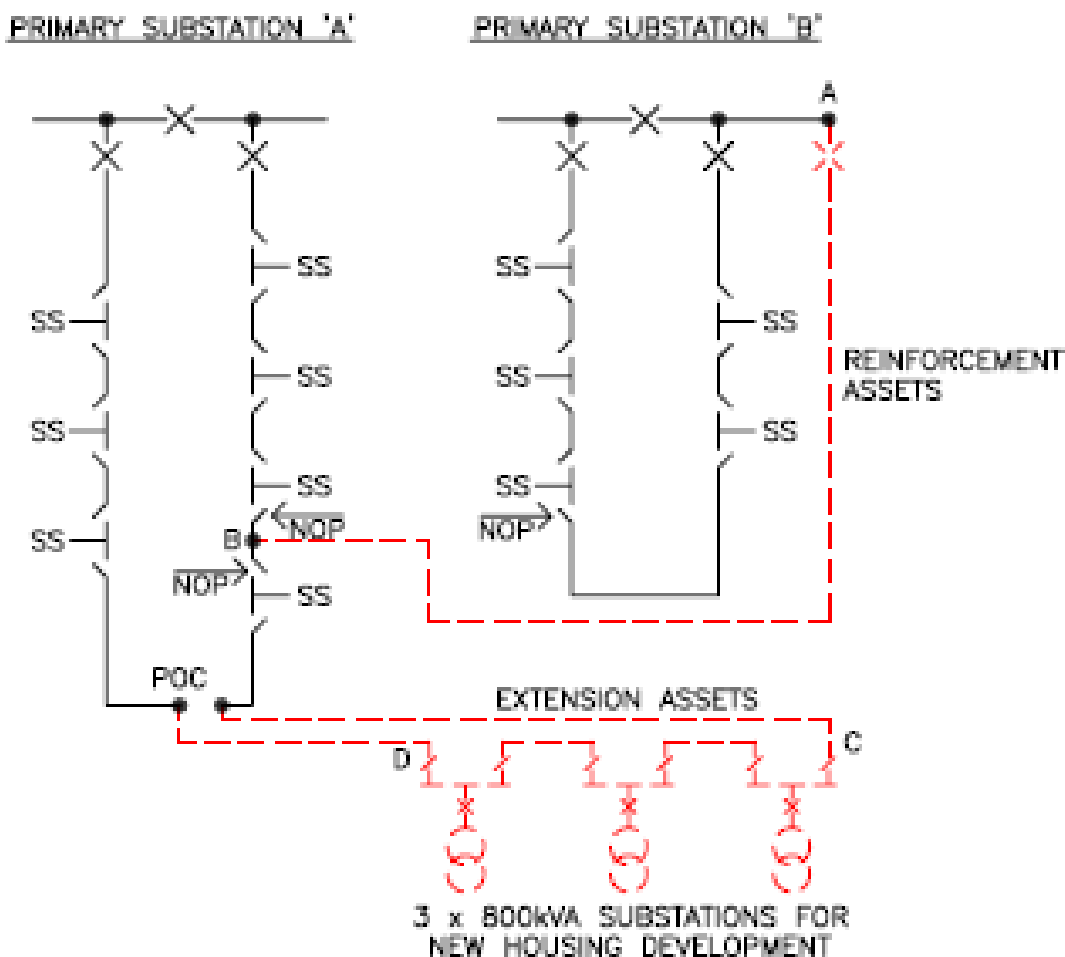 PRIMARY SUBSTATION 'A'
PRIMARY SUBSTATION 'B'
A
SS
SS
SS
SS
REINFORCEMENT
ASSETS
SS
SS
SS
SS
SS
SS
SS
NOP
NOP
B
SS
NOP
SS
POC
EXTENSION ASSETS
D
C
3 x 800kVA SUBSTATIONS FOR
NEW HOUSING DEVELOPMENT